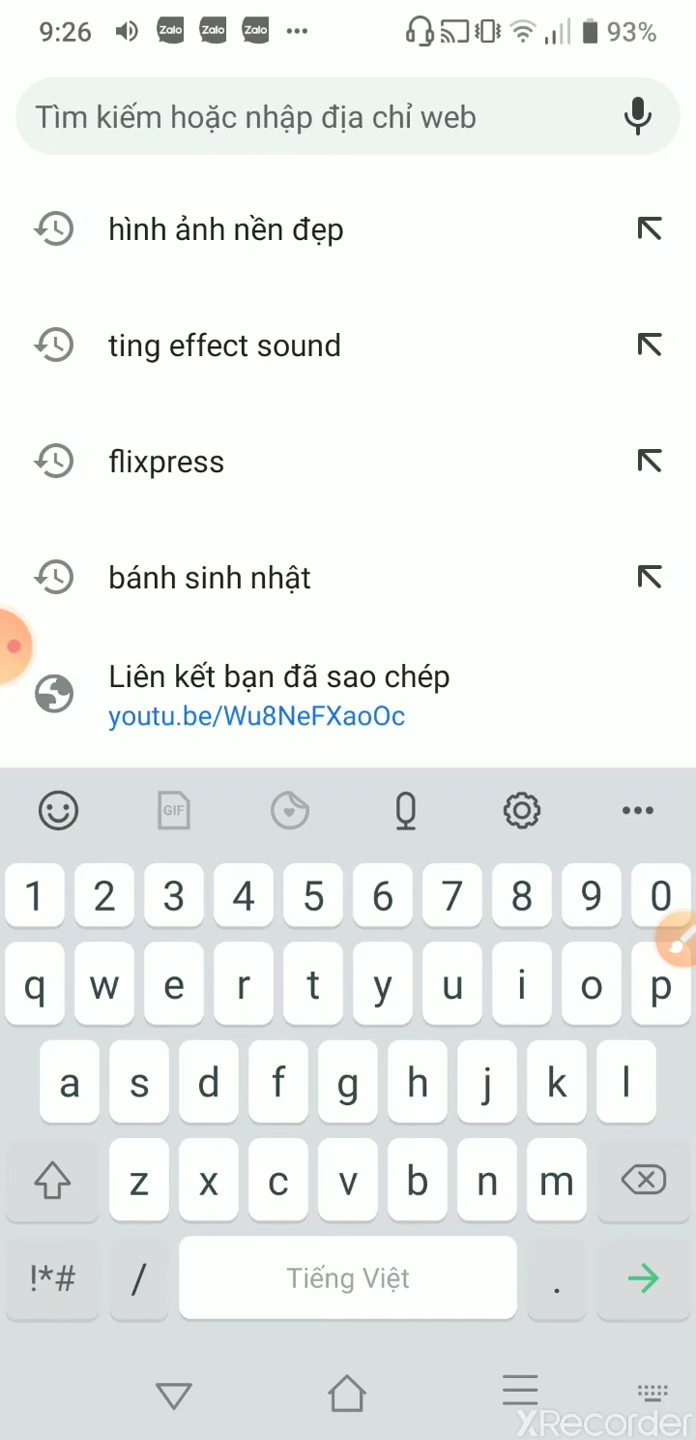 9:26 Zalo Zalo Zalo 93%
Tìm kiếm hoặc nhập địa chỉ web
hình ảnh nền đẹp
ting effect sound
flixpress
bánh sinh nhật
Liên kết bạn đã sao chép
youtu.be/Wu8NeFXaoOc
GIF
1 2 3 4 5 6 7 8 9 0
q w e r t y u i o p
a s d f g h j k l
z x c v b n m
!*# / Tiếng Việt .
XRecorder